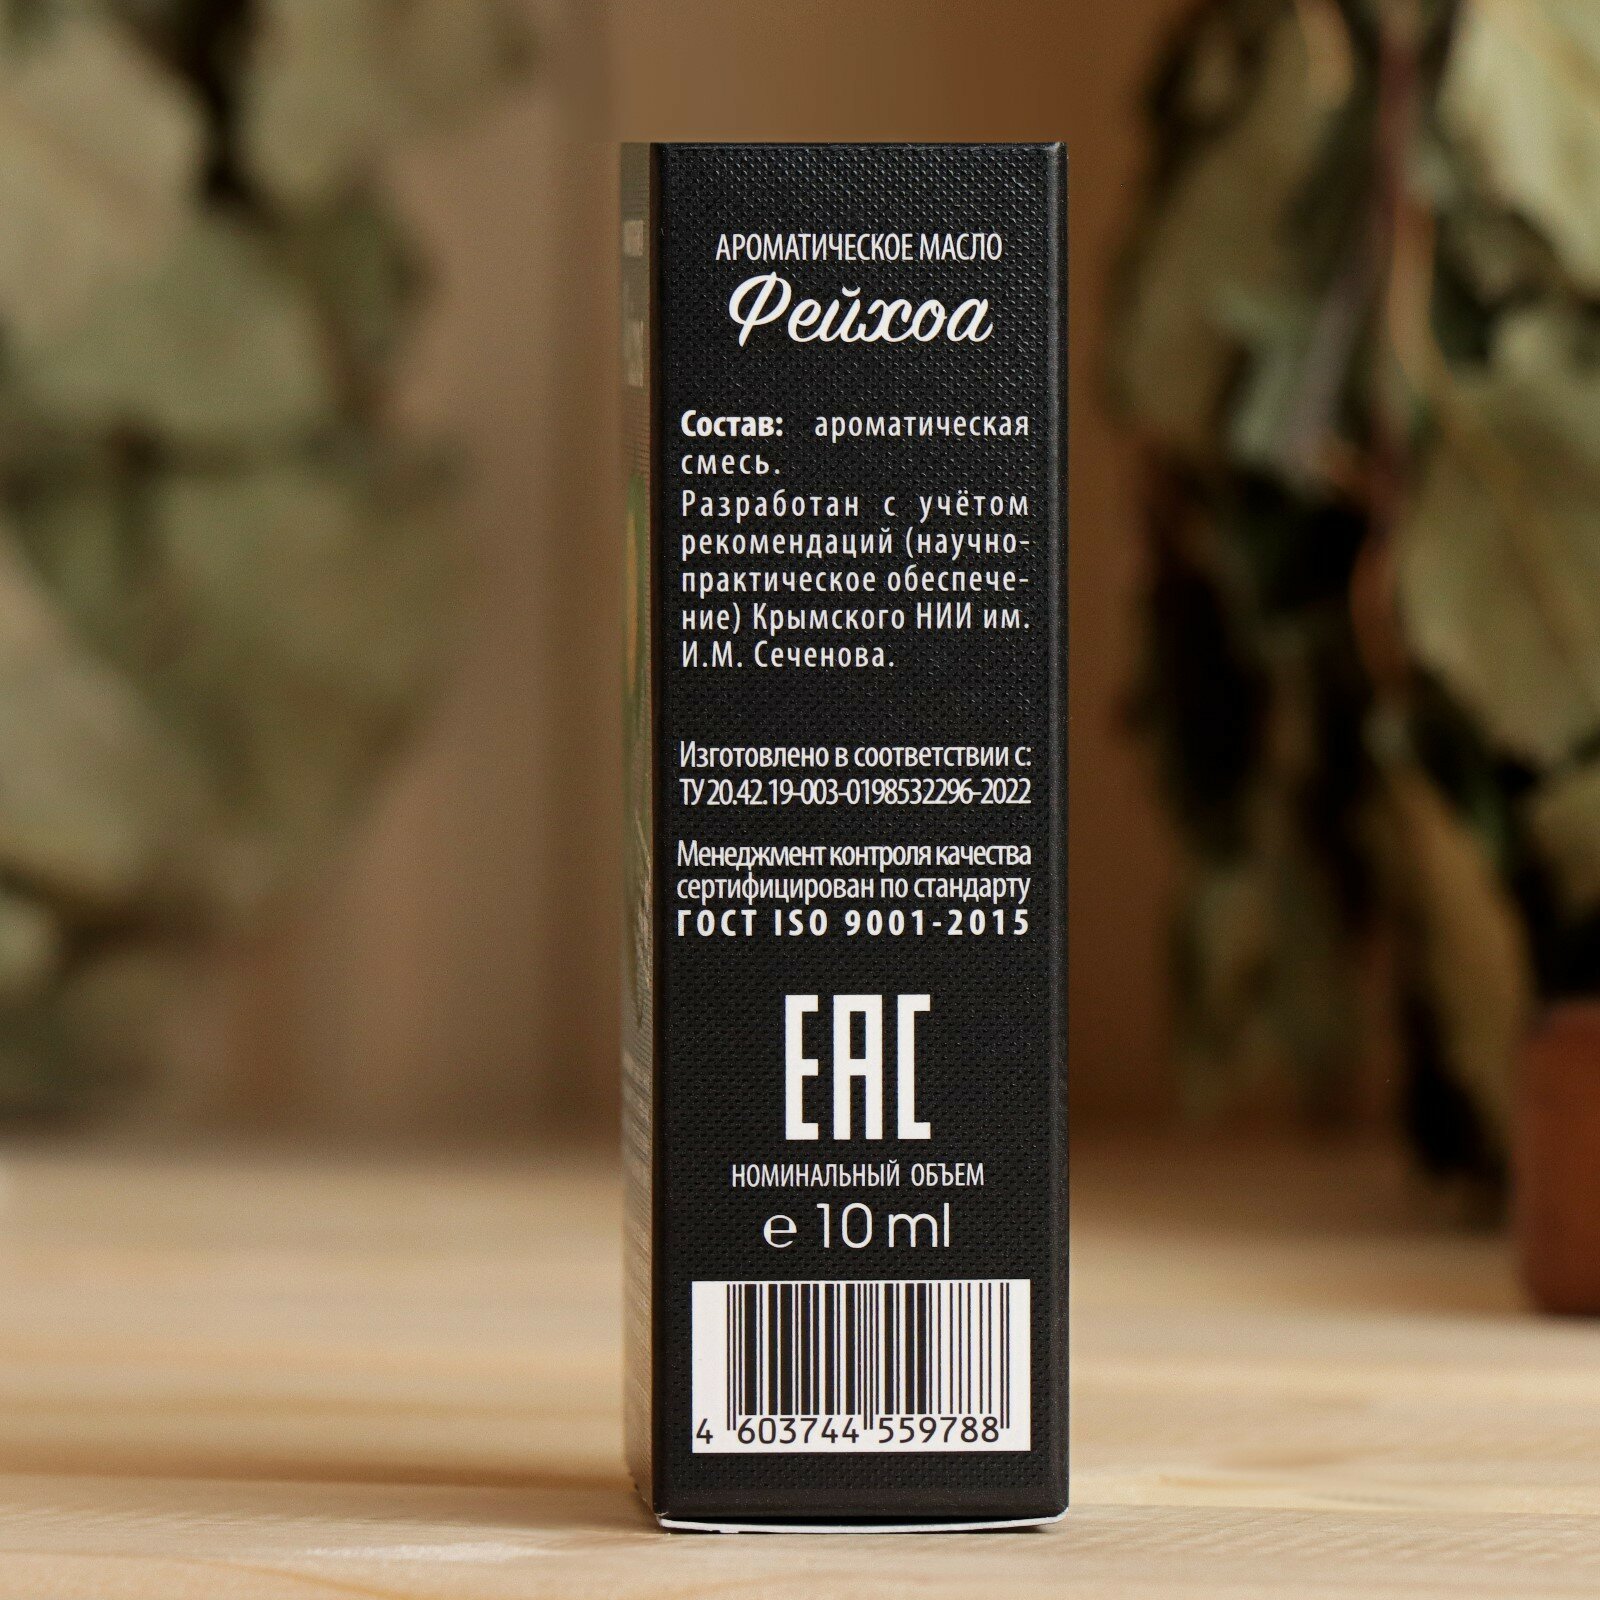 АРОМАТИЧЕСКОЕ МАСЛО
Фейхоа
Состав: ароматическая
смесь.
Разработан с учётом
рекомендаций (научно-
практическое обеспече-
ние) Крымского НИИ им.
И.М. Сеченова.
Изготовлено в соответствии с:
ТУ 20.42.19-003-0198532296-2022
Менеджмент контроля качества
сертифицирован по стандарту
ГОСТ ISO 9001-2015
ЕАС
НОМИНАЛЬНЫЙ ОБЪЕМ
℮ 10 ml
4 603744 559788